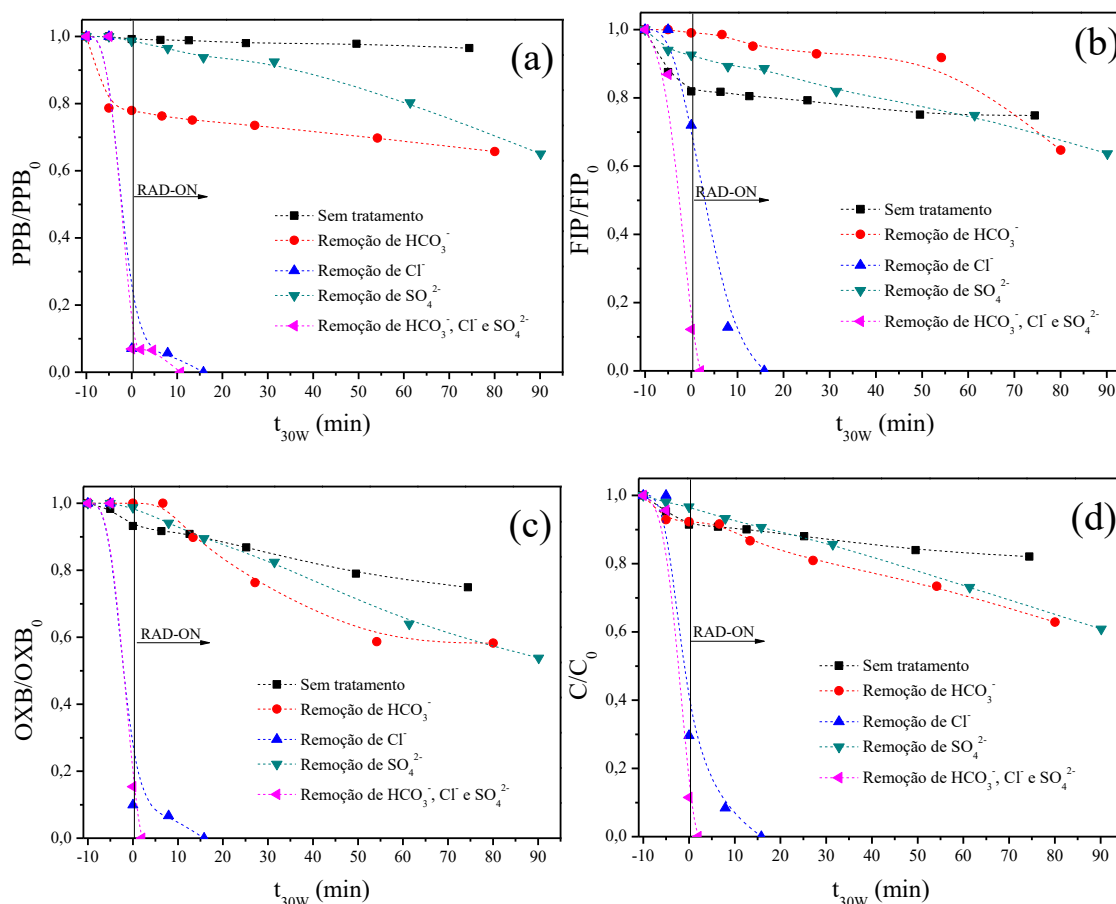 (a)
PPB/PPB₀
1,0
0,8
0,6
0,4
0,2
0,0
RAD-ON
Sem tratamento
Remoção de HCO₃⁻
Remoção de Cl⁻
Remoção de SO₄²⁻
Remoção de HCO₃⁻, Cl⁻ e SO₄²⁻
-10 0 10 20 30 40 50 60 70 80 90
t₃₀W (min)
(b)
FIP/FIP₀
1,0
0,8
0,6
0,4
0,2
0,0
RAD-ON
Sem tratamento
Remoção de HCO₃⁻
Remoção de Cl⁻
Remoção de SO₄²⁻
Remoção de HCO₃⁻, Cl⁻ e SO₄²⁻
-10 0 10 20 30 40 50 60 70 80 90
t₃₀W (min)
(c)
OXB/OXB₀
1,0
0,8
0,6
0,4
0,2
0,0
RAD-ON
Sem tratamento
Remoção de HCO₃⁻
Remoção de Cl⁻
Remoção de SO₄²⁻
Remoção de HCO₃⁻, Cl⁻ e SO₄²⁻
-10 0 10 20 30 40 50 60 70 80 90
t₃₀W (min)
(d)
C/C₀
1,0
0,8
0,6
0,4
0,2
0,0
RAD-ON
Sem tratamento
Remoção de HCO₃⁻
Remoção de Cl⁻
Remoção de SO₄²⁻
Remoção de HCO₃⁻, Cl⁻ e SO₄²⁻
-10 0 10 20 30 40 50 60 70 80 90
t₃₀W (min)